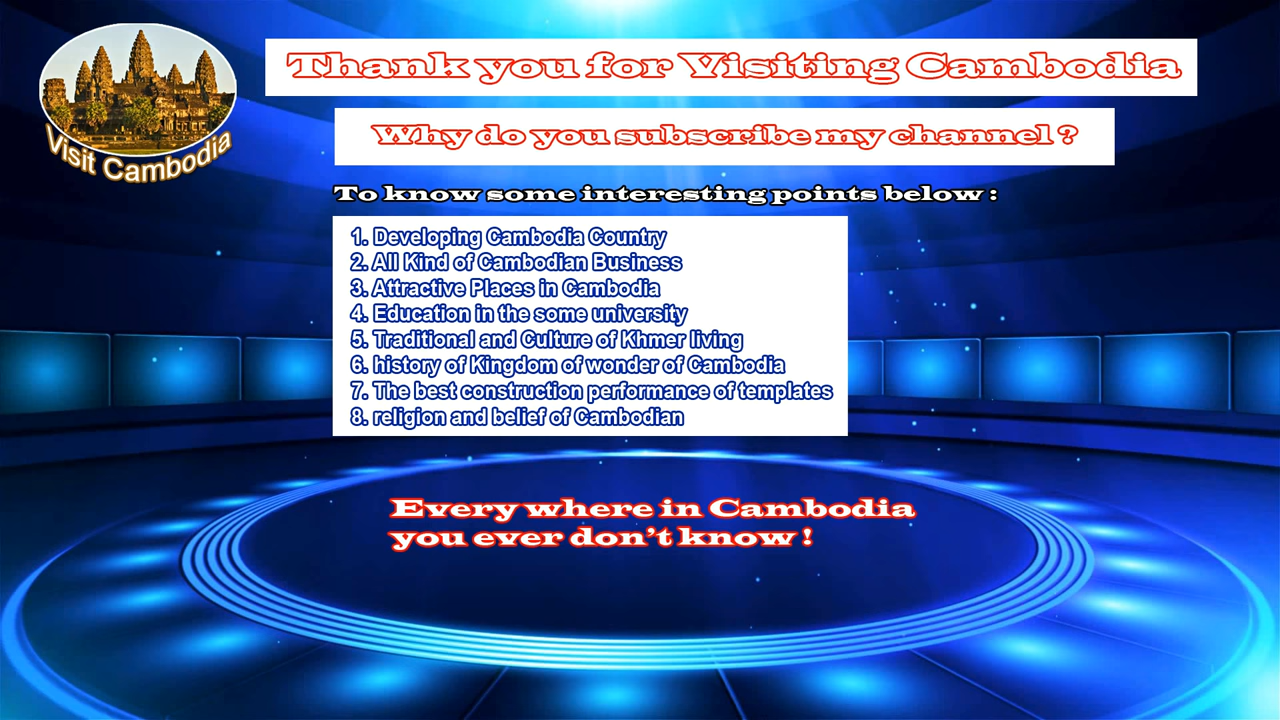 Visit Cambodia
Thank you for Visiting Cambodia
Why do you subscribe my channel ?
To know some interesting points below :
1. Developing Cambodia Country
2. All Kind of Cambodian Business
3. Attractive Places in Cambodia
4. Education in the some university
5. Traditional and Culture of Khmer living
6. history of Kingdom of wonder of Cambodia
7. The best construction performance of templates
8. religion and belief of Cambodian
Every where in Cambodia
you ever don't know !